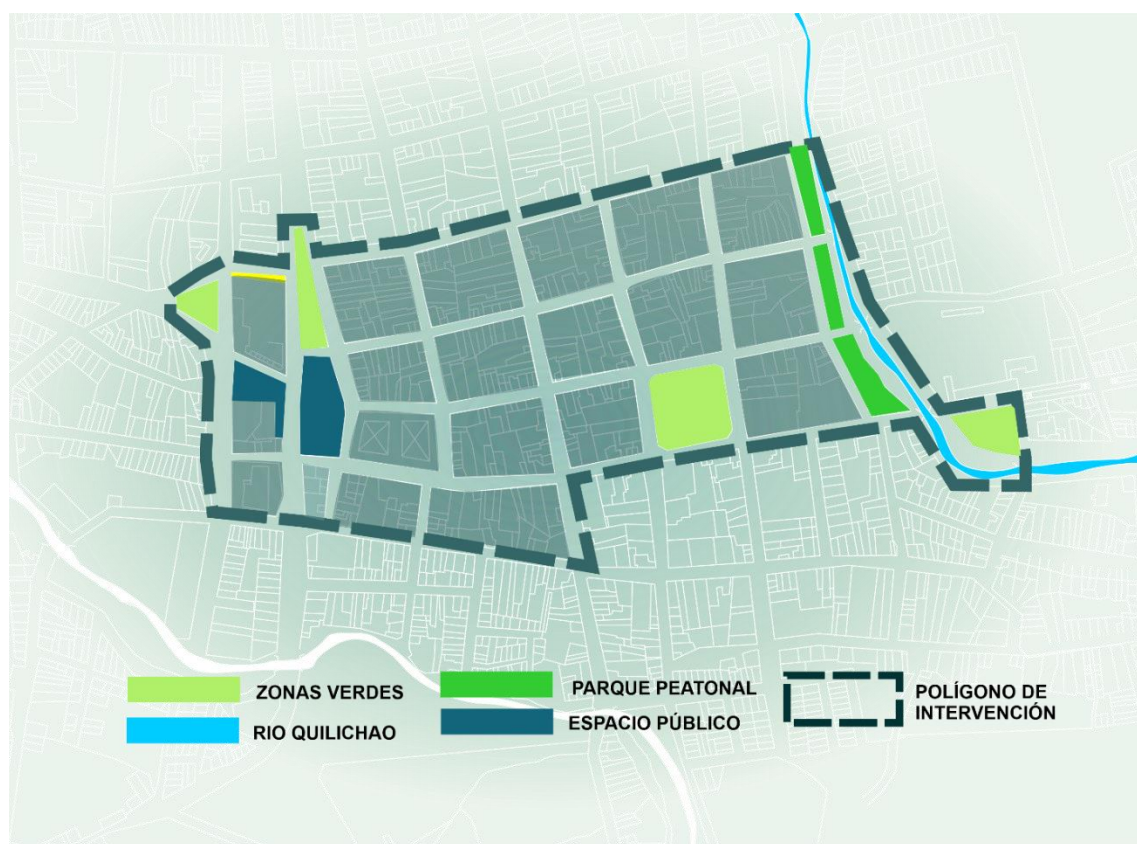 ZONAS VERDES
PARQUE PEATONAL
POLÍGONO DE
INTERVENCIÓN
RIO QUILICHAO
ESPACIO PÚBLICO